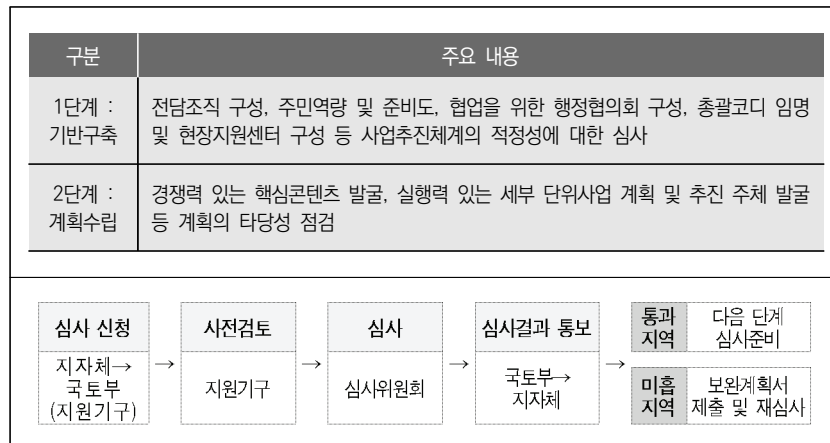 구분 주요 내용
1단계 : 전담조직 구성, 주민역량 및 준비도, 협업을 위한 행정협의회 구성, 총괄코디 임명
기반구축 및 현장지원센터 구성 등 사업추진체계의 적정성에 대한 심사
2단계 : 경쟁력 있는 핵심콘텐츠 발굴, 실행력 있는 세부 단위사업 계획 및 추진 주체 발굴
계획수립 등 계획의 타당성 점검
심사 신청
지자체→
국토부
(지원기구)
→
사전검토
지원기구
→
심사
심사위원회
→
심사결과 통보
국토부→
지자체
→
통과 다음 단계
지역 심사준비
미흡 보완계획서
지역 제출 및 재심사